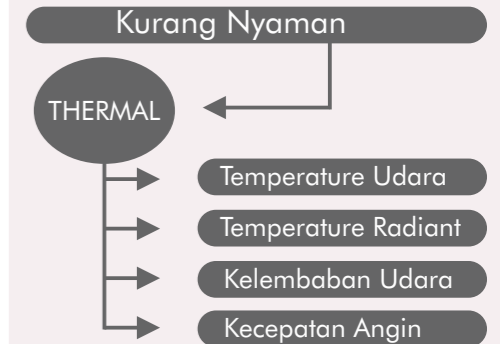 Kurang Nyaman
THERMAL
Temperature Udara
Temperature Radiant
Kelembaban Udara
Kecepatan Angin